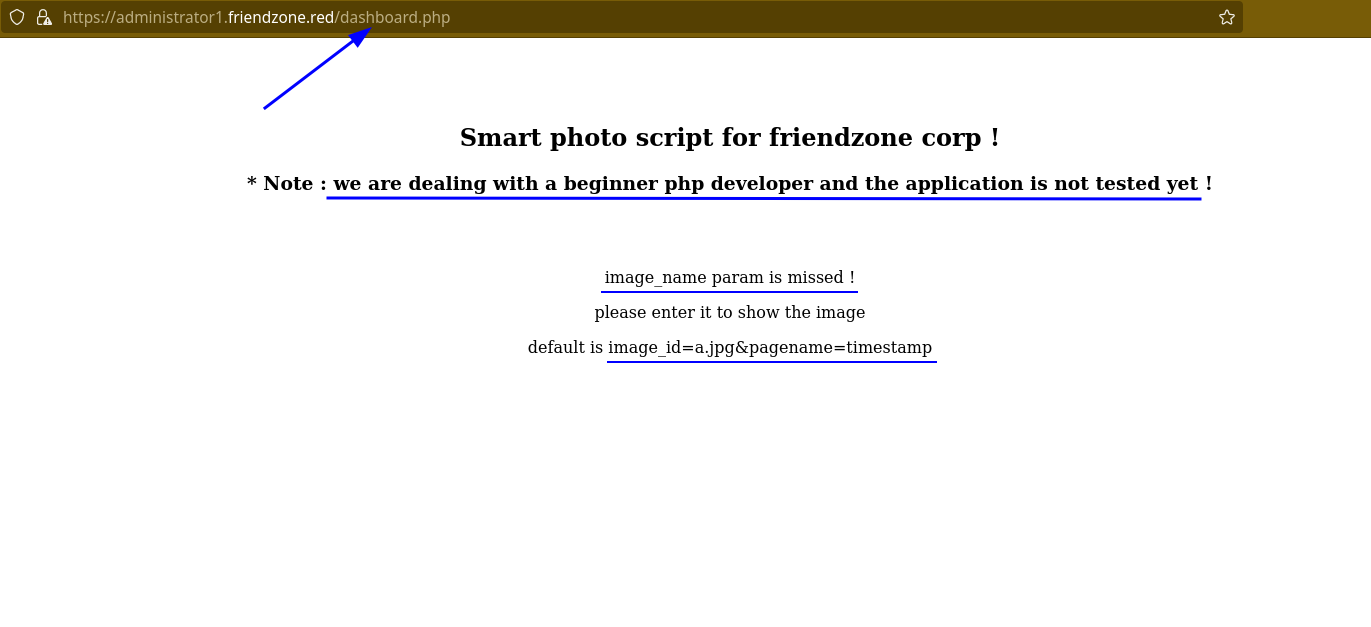 https://administrator1.friendzone.red/dashboard.php
Smart photo script for friendzone corp !
* Note : we are dealing with a beginner php developer and the application is not tested yet !
image_name param is missed !
please enter it to show the image
default is image_id=a.jpg&pagename=timestamp